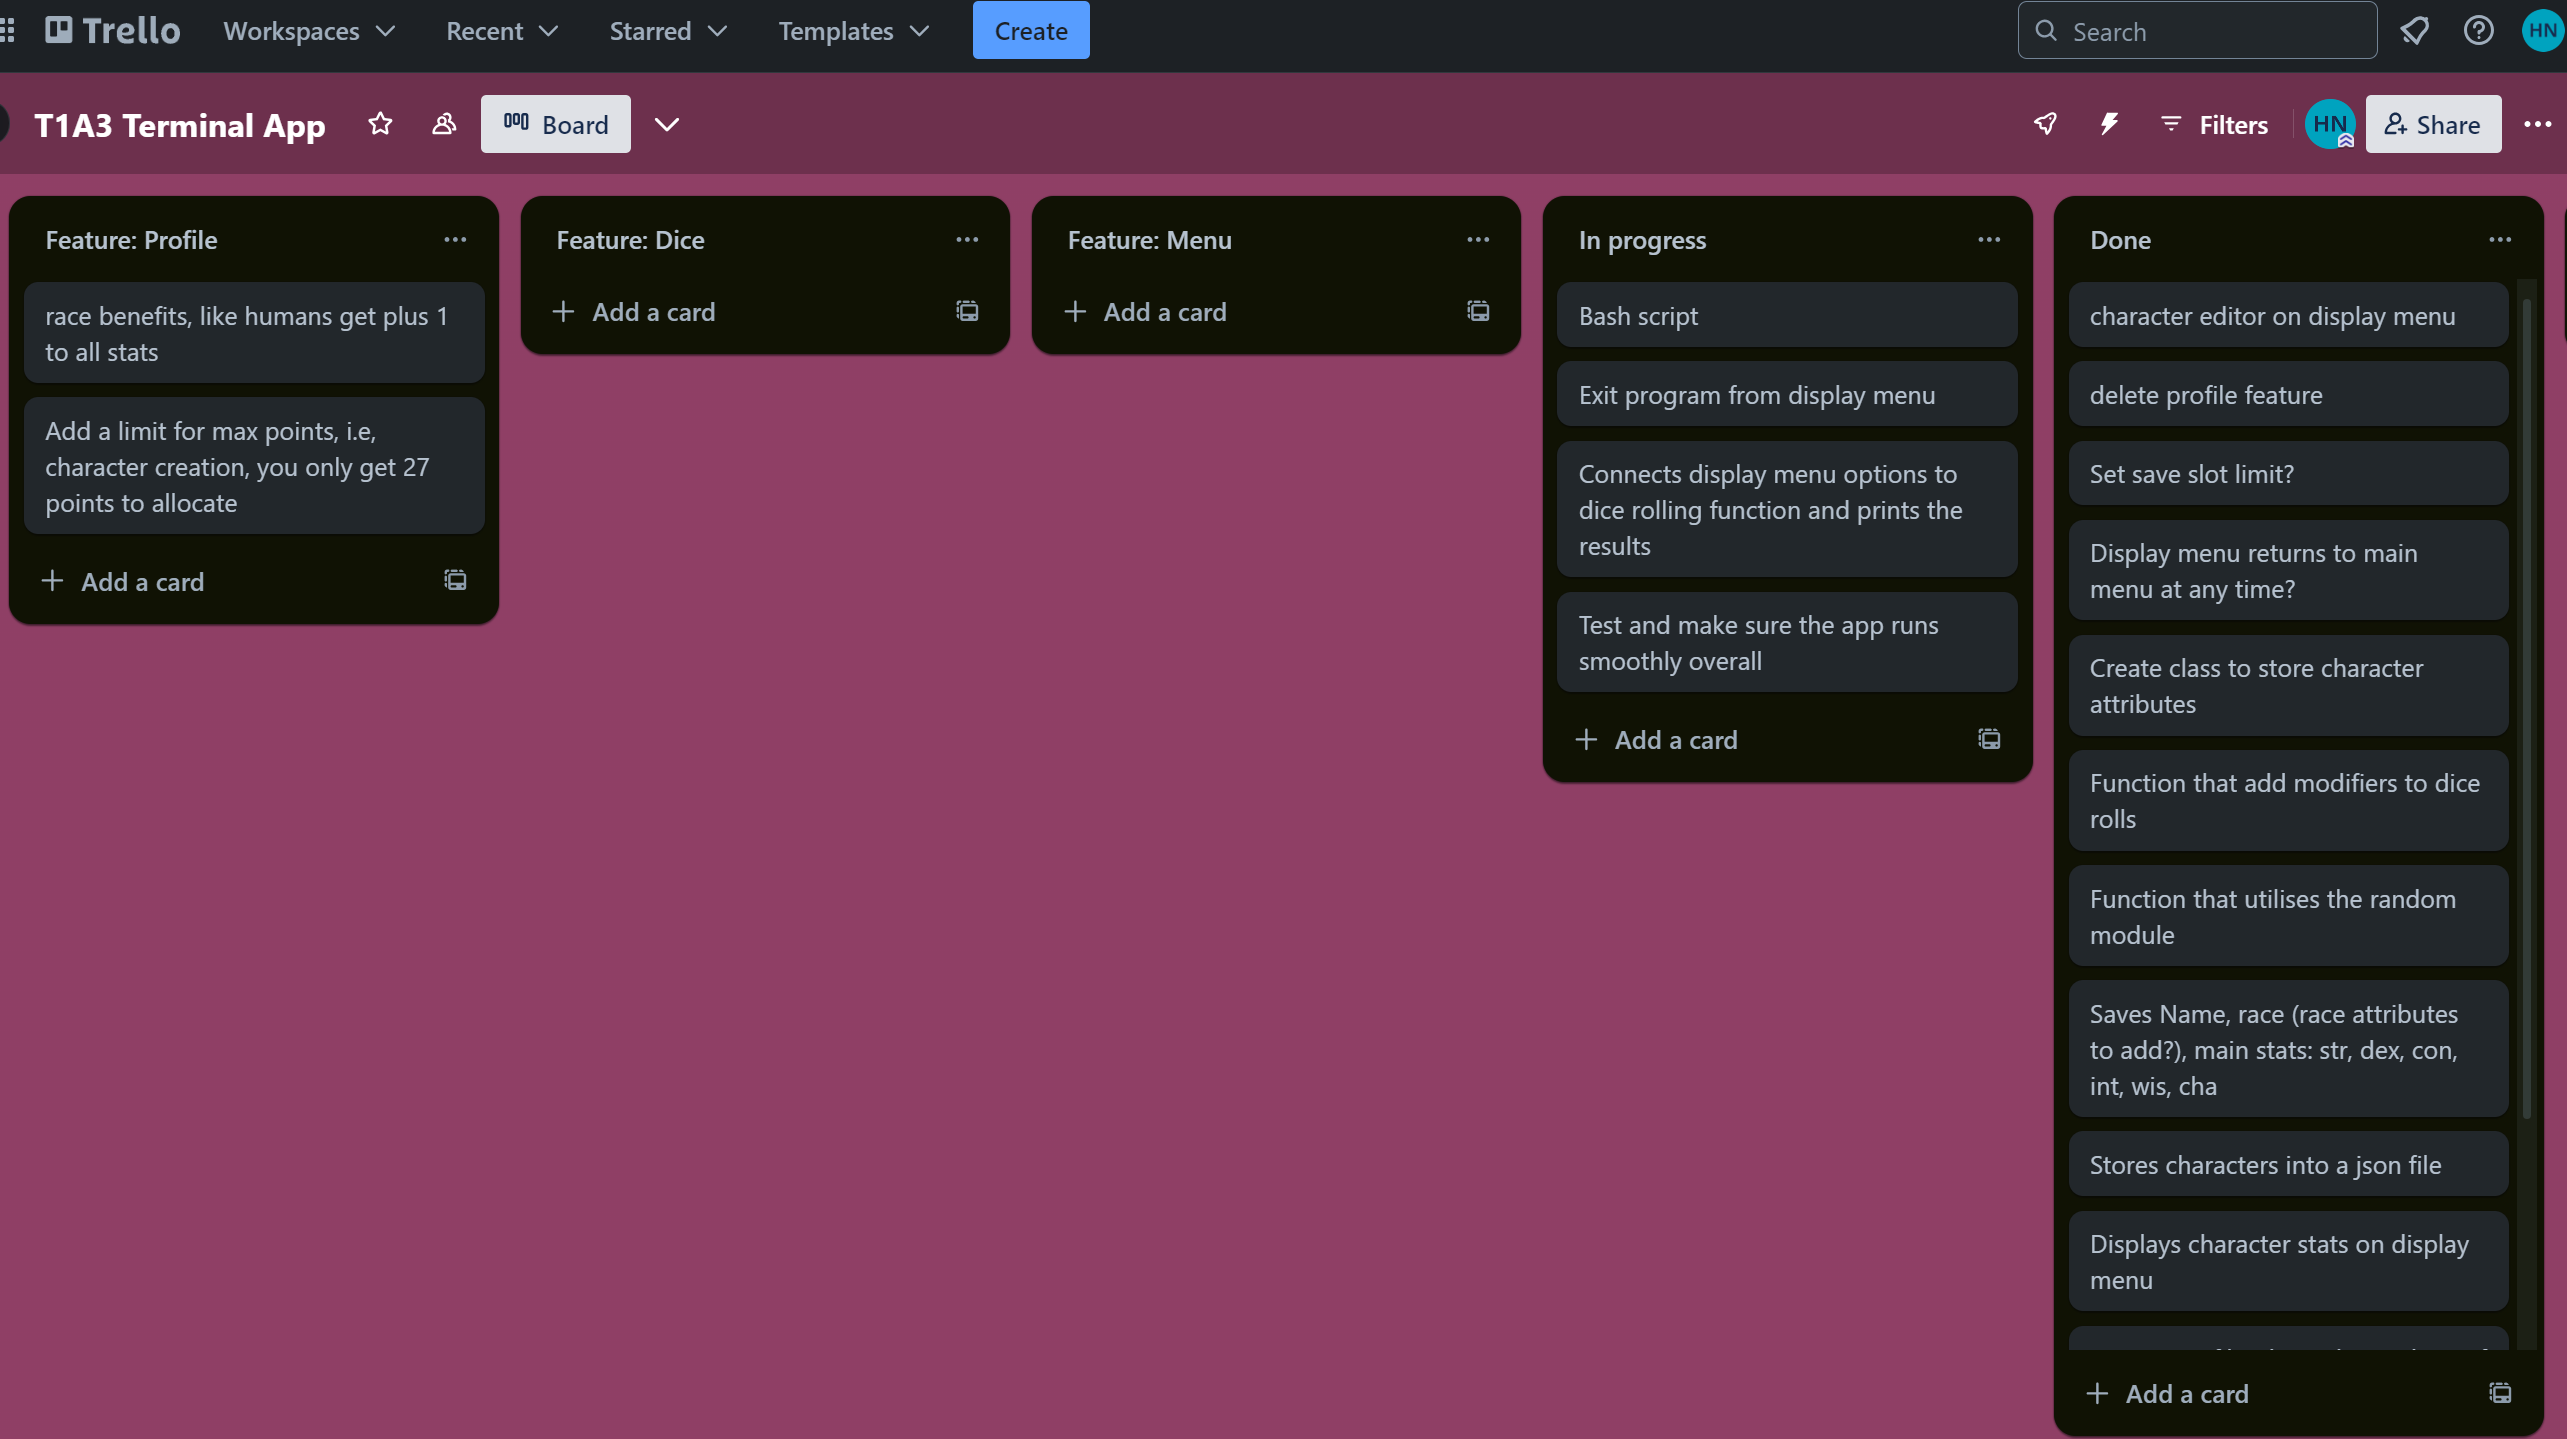 Trello
Workspaces
Recent
Starred
Templates
Create
Search
HN
T1A3 Terminal App
Board
Filters
HN
Share
Feature: Profile
race benefits, like humans get plus 1
to all stats
Add a limit for max points, i.e,
character creation, you only get 27
points to allocate
Add a card
Feature: Dice
Add a card
Feature: Menu
Add a card
In progress
Bash script
Exit program from display menu
Connects display menu options to
dice rolling function and prints the
results
Test and make sure the app runs
smoothly overall
Add a card
Done
character editor on display menu
delete profile feature
Set save slot limit?
Display menu returns to main
menu at any time?
Create class to store character
attributes
Function that add modifiers to dice
rolls
Function that utilises the random
module
Saves Name, race (race attributes
to add?), main stats: str, dex, con,
int, wis, cha
Stores characters into a json file
Displays character stats on display
menu
Add a card